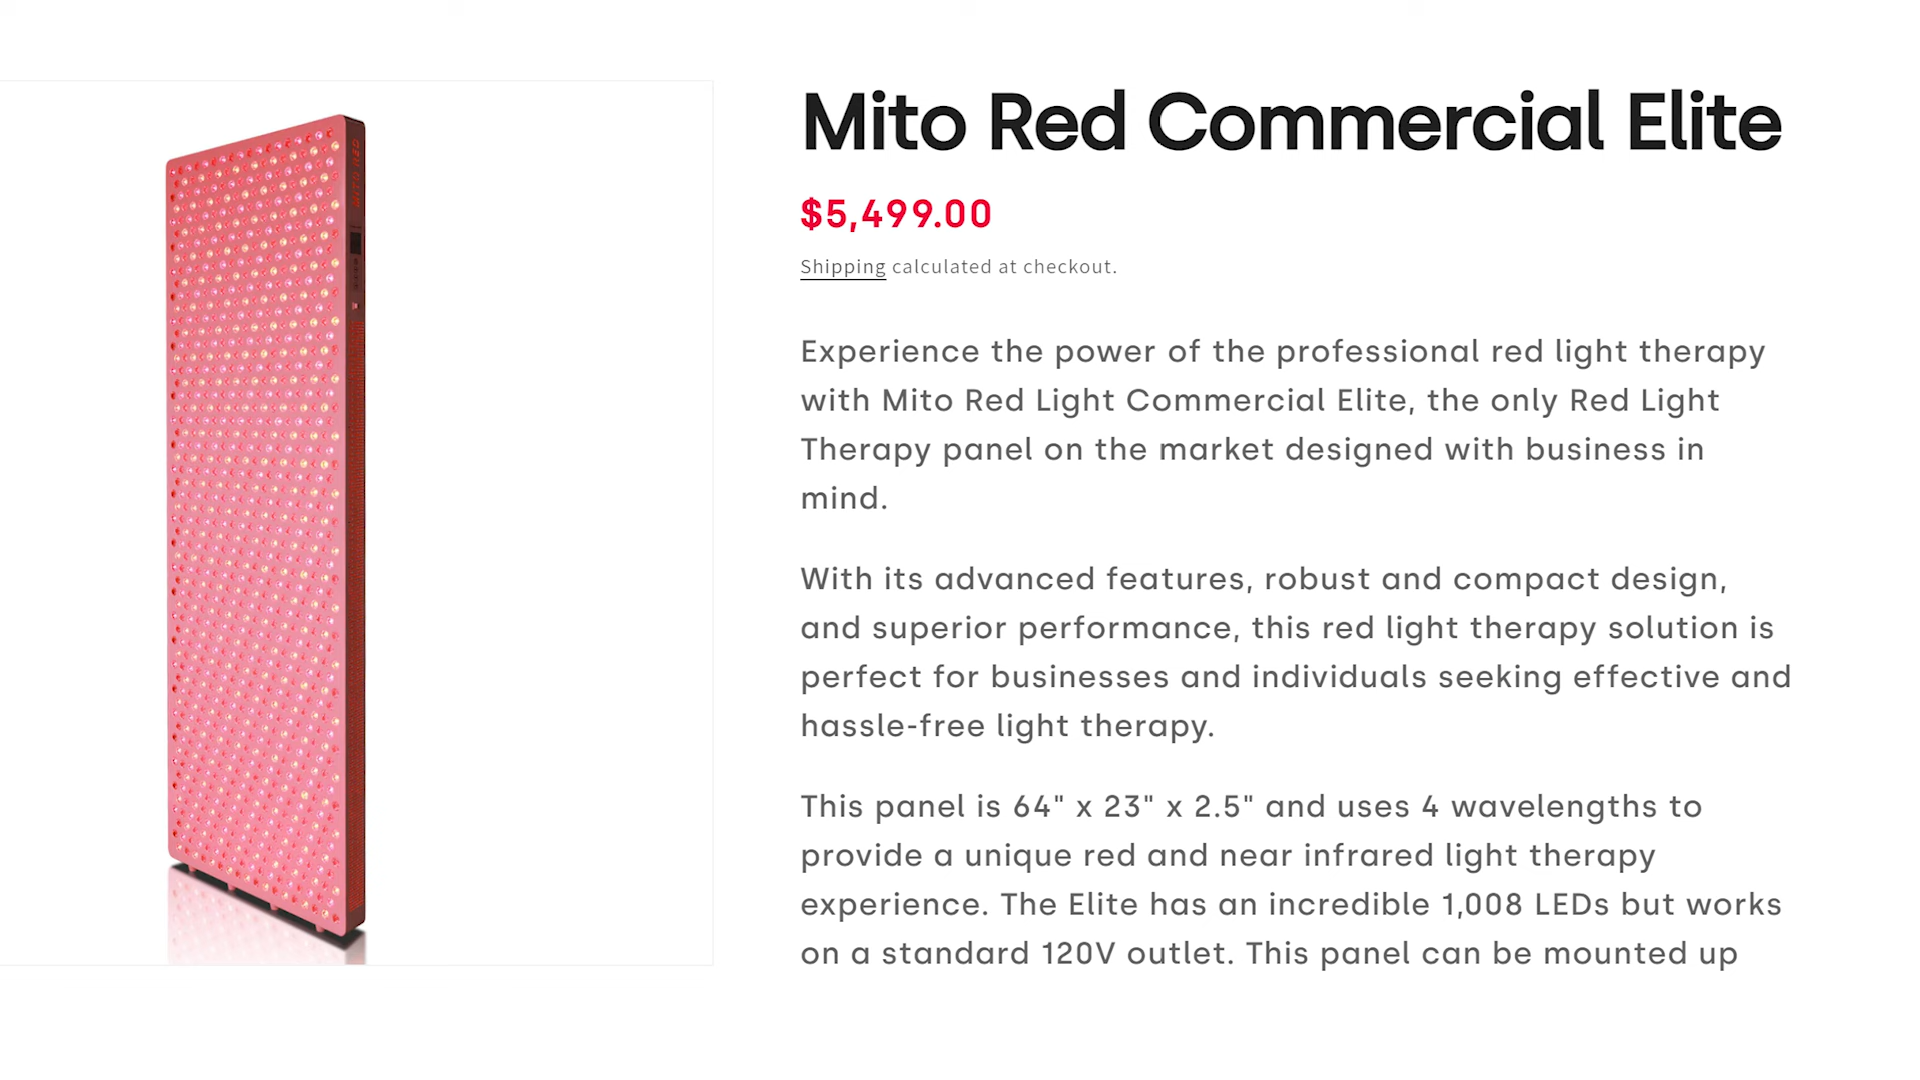 Mito Red Commercial Elite
$5,499.00
Shipping calculated at checkout.
Experience the power of the professional red light therapy
with Mito Red Light Commercial Elite, the only Red Light
Therapy panel on the market designed with business in
mind.
With its advanced features, robust and compact design,
and superior performance, this red light therapy solution is
perfect for businesses and individuals seeking effective and
hassle-free light therapy.
This panel is 64" x 23" x 2.5" and uses 4 wavelengths to
provide a unique red and near infrared light therapy
experience. The Elite has an incredible 1,008 LEDs but works
on a standard 120V outlet. This panel can be mounted up
MITO RED